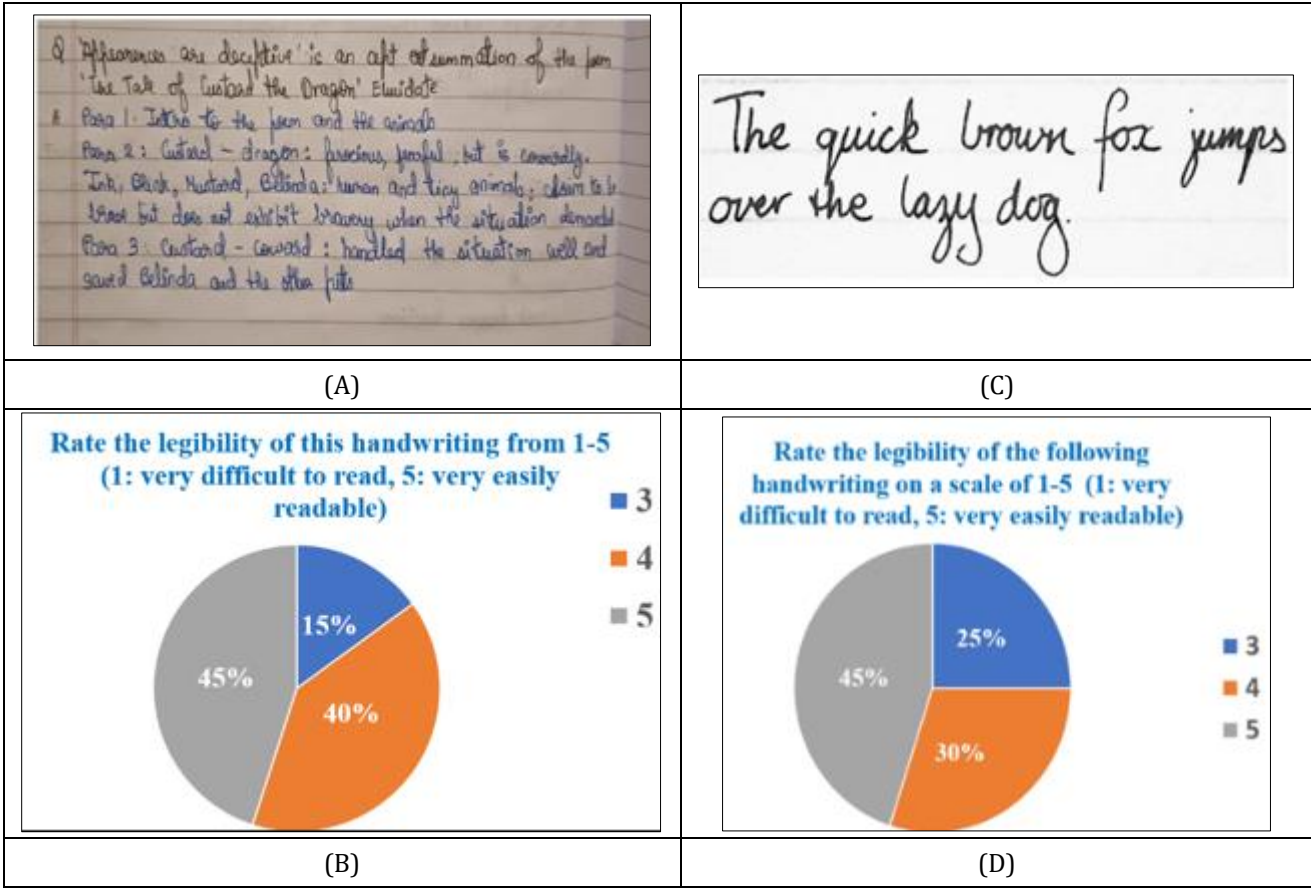 Q 'Appearences are deceptive' is an apt summation of the poem
'The Tale of Custard the Dragon' Elucidate
A Para 1: Intro to the poem and the animals
Para 2: Custard - dragon: ferocious, but is cowardly.
Ink, Blink, Mustard, Belinda: human and tiny animals; claim to be
brave but does not exhibit bravery when the situation demands
Para 3: Custard - coward: handled the situation well and
saved Belinda and the other pets
(A)
The quick brown fox jumps
over the lazy dog.
(C)
Rate the legibility of this handwriting from 1-5
(1: very difficult to read, 5: very easily
readable)
3
4
5
15%
45%
40%
(B)
Rate the legibility of the following
handwriting on a scale of 1-5 (1: very
difficult to read, 5: very easily readable)
25%
45%
30%
3
4
5
(D)